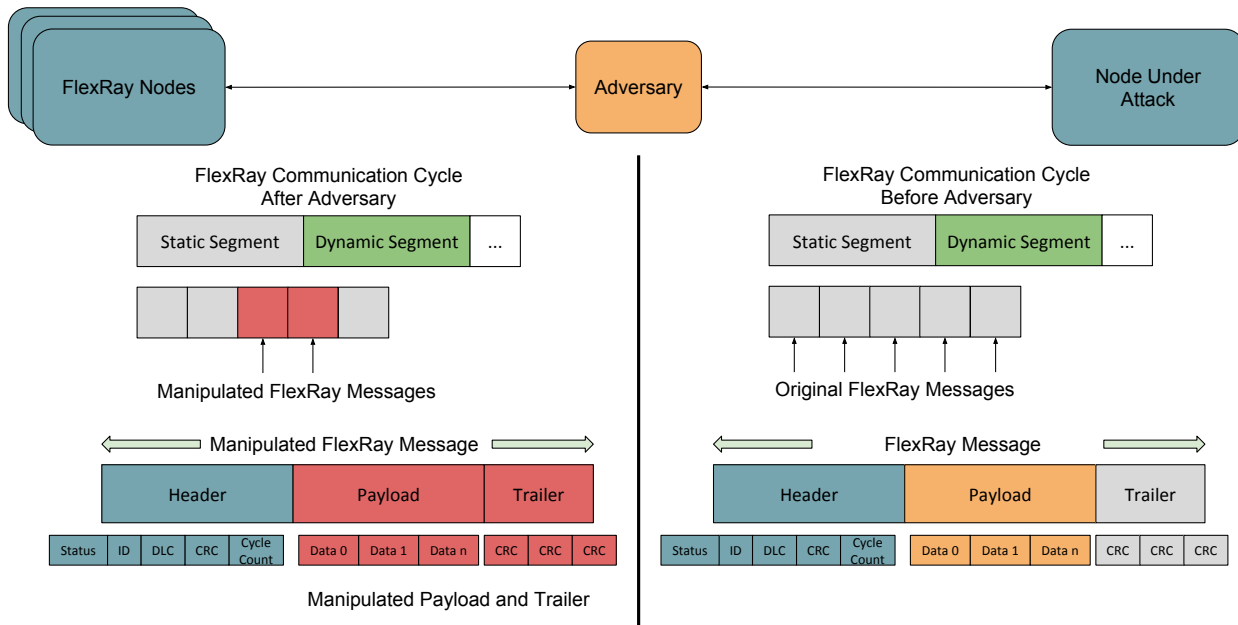 FlexRay Nodes
Adversary
Node Under
Attack
FlexRay Communication Cycle
After Adversary
Static Segment
Dynamic Segment
...
Manipulated FlexRay Messages
Manipulated FlexRay Message
Header
Payload
Trailer
Status
ID
DLC
CRC
Cycle
Count
Data 0
Data 1
Data n
CRC
CRC
CRC
Manipulated Payload and Trailer
FlexRay Communication Cycle
Before Adversary
Static Segment
Dynamic Segment
...
Original FlexRay Messages
FlexRay Message
Header
Payload
Trailer
Status
ID
DLC
CRC
Cycle
Count
Data 0
Data 1
Data n
CRC
CRC
CRC